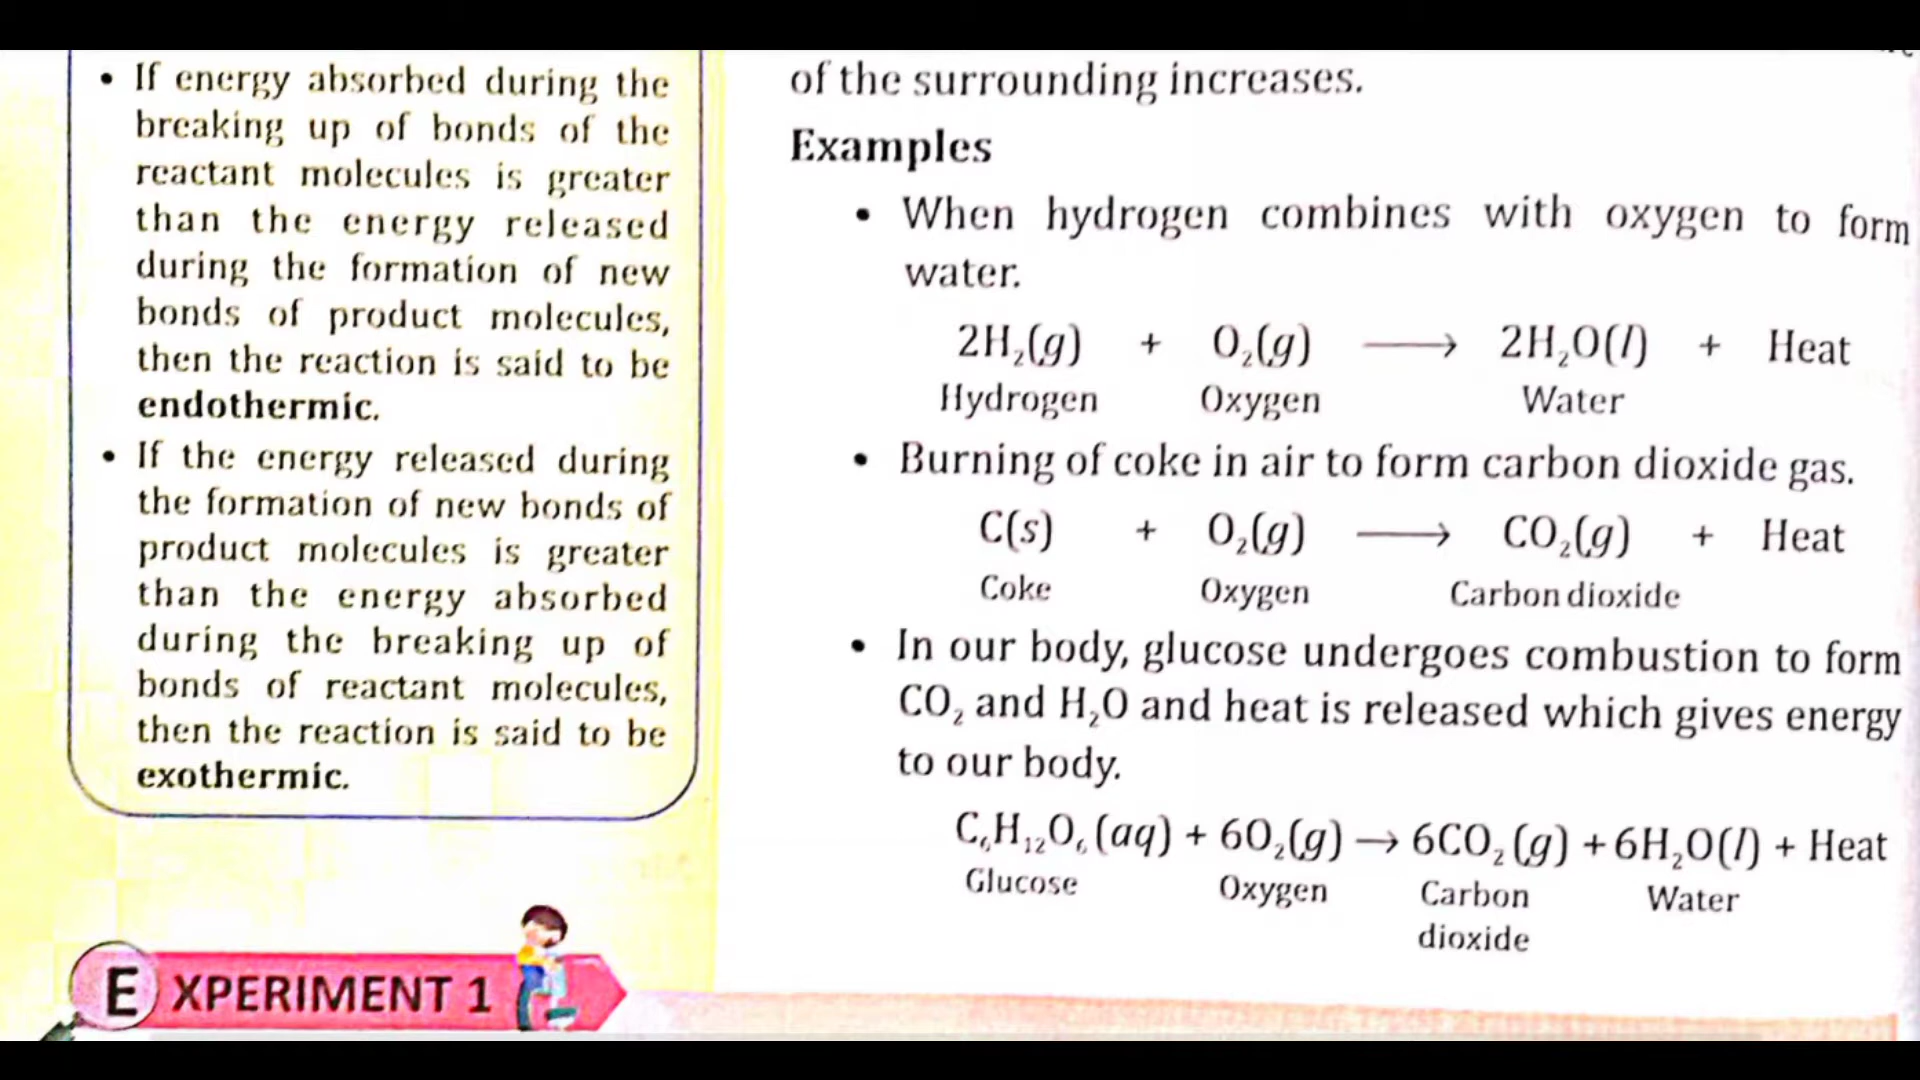 • If energy absorbed during the
breaking up of bonds of the
reactant molecules is greater
than the energy released
during the formation of new
bonds of product molecules,
then the reaction is said to be
endothermic.
• If the energy released during
the formation of new bonds of
product molecules is greater
than the energy absorbed
during the breaking up of
bonds of reactant molecules,
then the reaction is said to be
exothermic.
EXPERIMENT 1
of the surrounding increases.
Examples
• When hydrogen combines with oxygen to form
water.
2H₂(g) + O₂(g) ⟶ 2H₂O(l) + Heat
Hydrogen Oxygen Water
• Burning of coke in air to form carbon dioxide gas.
C(s) + O₂(g) ⟶ CO₂(g) + Heat
Coke Oxygen Carbon dioxide
• In our body, glucose undergoes combustion to form
CO₂ and H₂O and heat is released which gives energy
to our body.
C₆H₁₂O₆ (aq) + 6O₂(g) → 6CO₂ (g) + 6H₂O(l) + Heat
Glucose Oxygen Carbon Water
dioxide